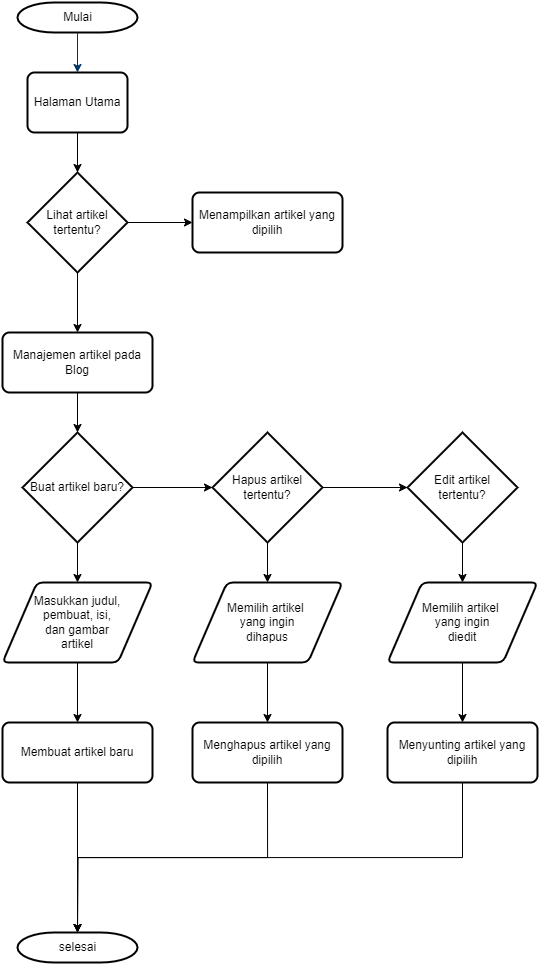 Mulai
Halaman Utama
Lihat artikel
tertentu?
Menampilkan artikel yang
dipilih
Manajemen artikel pada
Blog
Buat artikel baru?
Hapus artikel
tertentu?
Edit artikel
tertentu?
Masukkan judul,
pembuat, isi,
dan gambar
artikel
Memilih artikel
yang ingin
dihapus
Memilih artikel
yang ingin
diedit
Membuat artikel baru
Menghapus artikel yang
dipilih
Menyunting artikel yang
dipilih
selesai